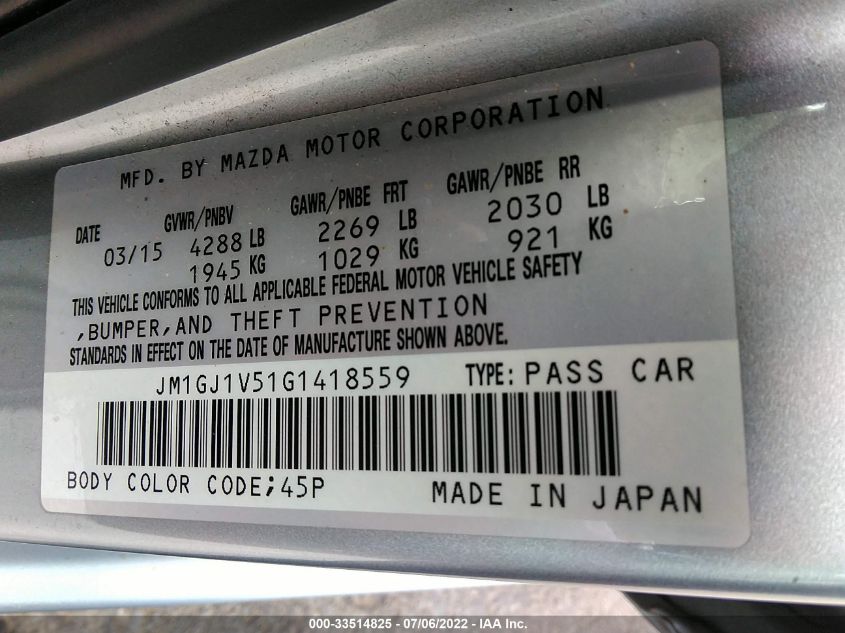 MFD. BY MAZDA MOTOR CORPORATION
DATE GVWR/PNBV GAWR/PNBE FRT GAWR/PNBE RR
03/15 4288 LB 2269 LB 2030 LB
1945 KG 1029 KG 921 KG
THIS VEHICLE CONFORMS TO ALL APPLICABLE FEDERAL MOTOR VEHICLE SAFETY
,BUMPER,AND THEFT PREVENTION
STANDARDS IN EFFECT ON THE DATE OF MANUFACTURE SHOWN ABOVE.
JM1GJ1V51G1418559 TYPE: PASS CAR
BODY COLOR CODE;45P MADE IN JAPAN
000-33514825 - 07/06/2022 - IAA Inc.